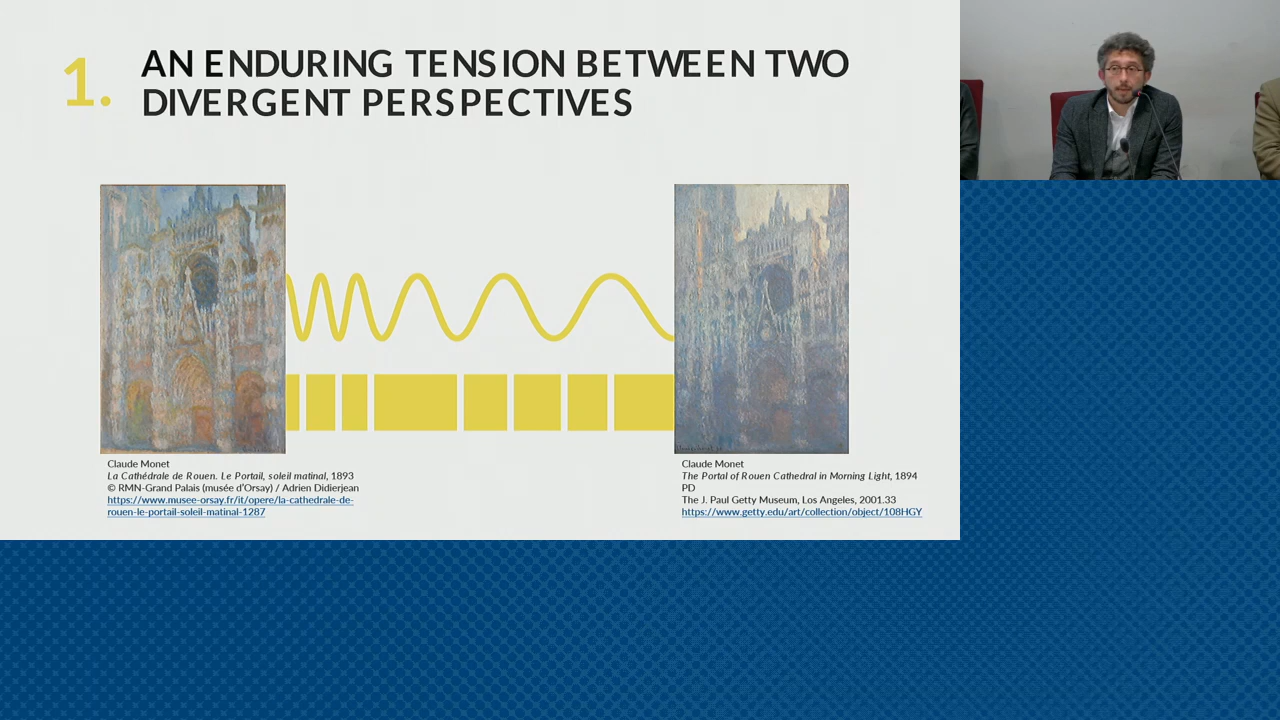 1.
AN ENDURING TENSION BETWEEN TWO
DIVERGENT PERSPECTIVES
Claude Monet
La Cathédrale de Rouen. Le Portail, soleil matinal, 1893
© RMN-Grand Palais (musée d'Orsay) / Adrien Didierjean
https://www.musee-orsay.fr/it/opere/la-cathedrale-de-
rouen-le-portail-soleil-matinal-1287
Claude Monet
The Portal of Rouen Cathedral in Morning Light, 1894
PD
The J. Paul Getty Museum, Los Angeles, 2001.33
https://www.getty.edu/art/collection/object/108HGY